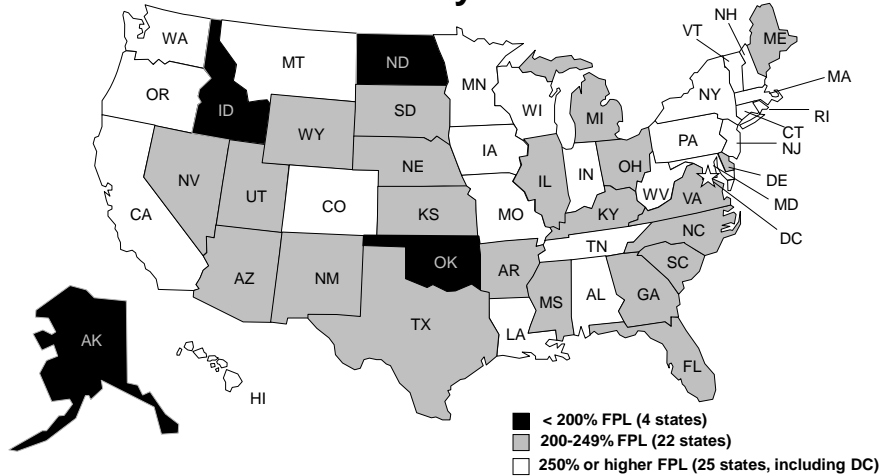 NH
VT
ME
WA
MT
ND
MN
OR
ID
SD
WI
NY
MA
MI
RI
WY
CT
IA
PA
NJ
NE
NV
OH
IN
IL
DE
UT
WV
VA
MD
CO
CA
KS
MO
KY
DC
NC
TN
OK
AR
SC
AZ
NM
MS
AL
GA
TX
LA
AK
FL
HI
< 200% FPL (4 states)
200-249% FPL (22 states)
250% or higher FPL (25 states, including DC)